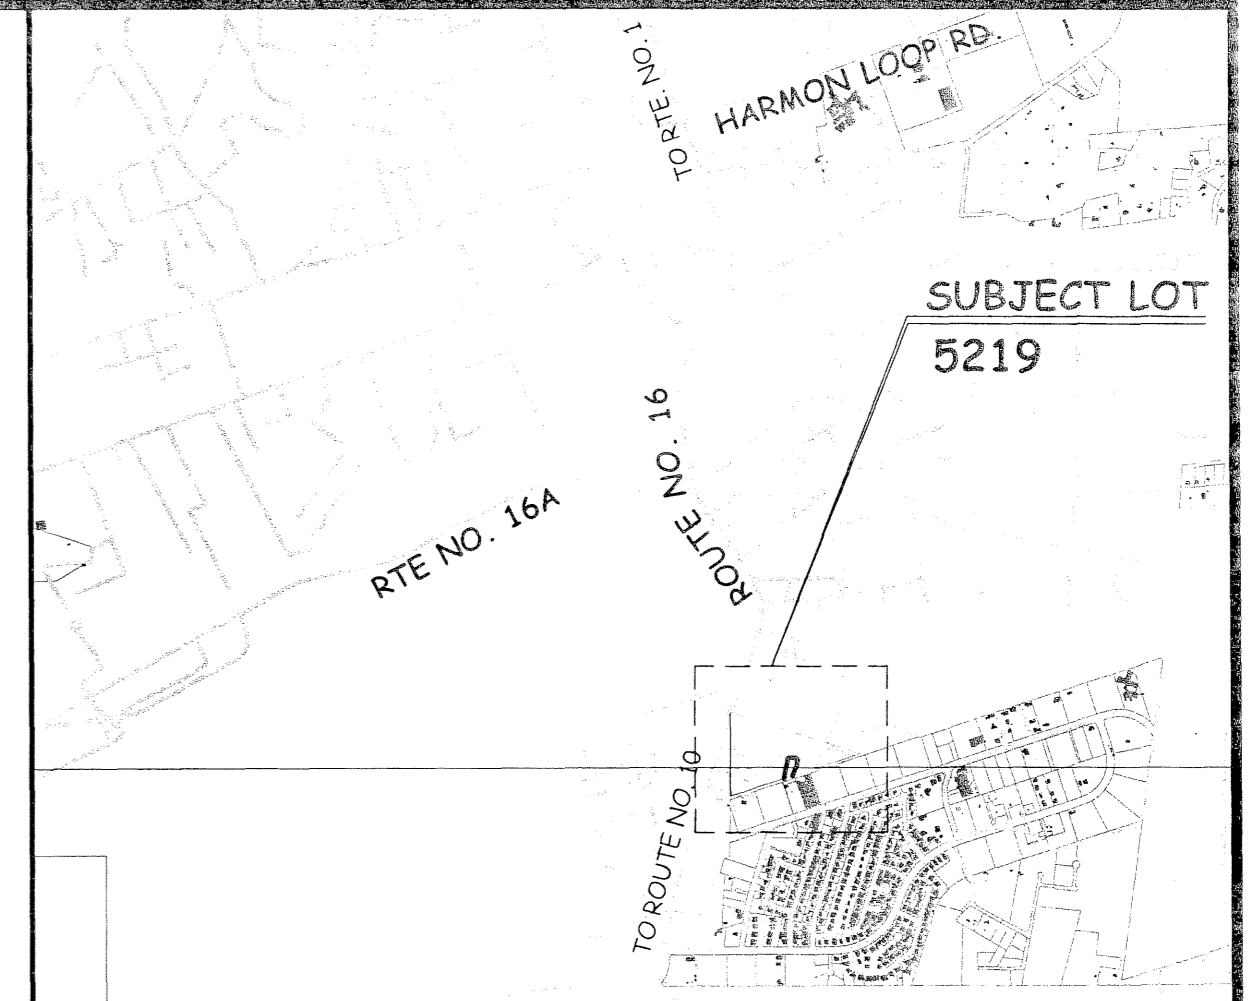 TO RTE. NO. 1
HARMON LOOP RD.
SUBJECT LOT
5219
ROUTE NO. 16
RTE NO. 16A
TO ROUTE NO. 10